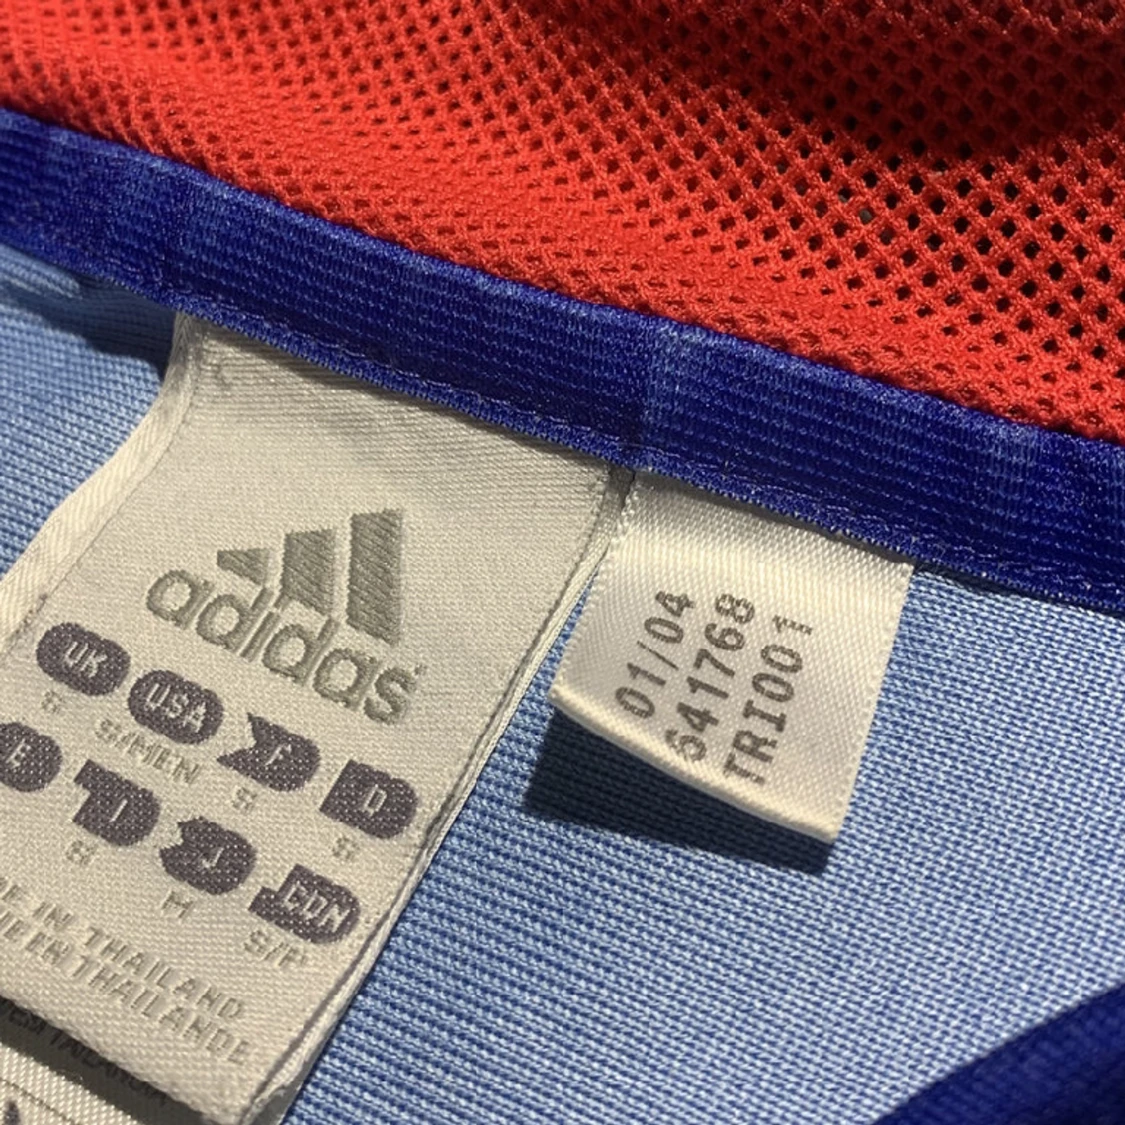 adidas
UK USA F D
S S/MEN S S
E I J CDN
S M S/P
IN THAILAND
EN THAILANDE
01/04
641768
TRI001